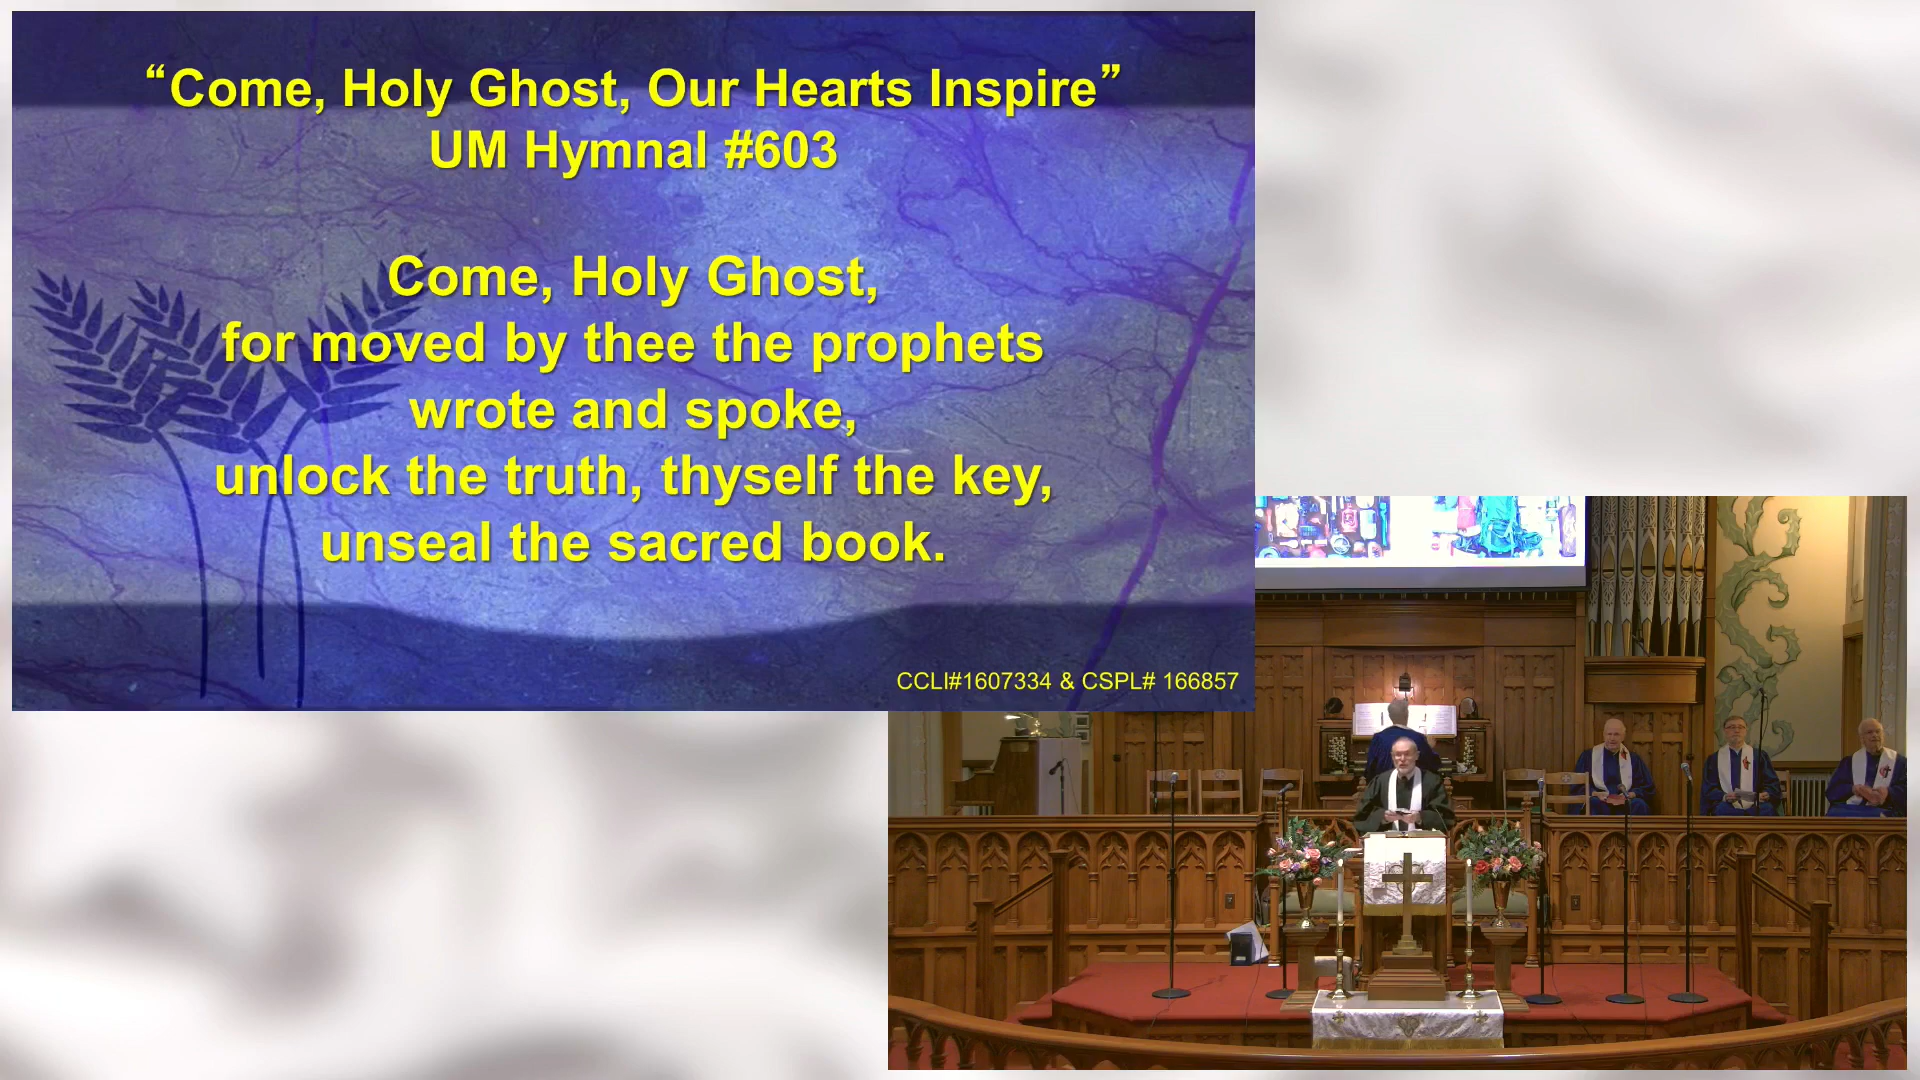 “Come, Holy Ghost, Our Hearts Inspire”
UM Hymnal #603
Come, Holy Ghost,
for moved by thee the prophets
wrote and spoke,
unlock the truth, thyself the key,
unseal the sacred book.
CCLI#1607334 & CSPL# 166857